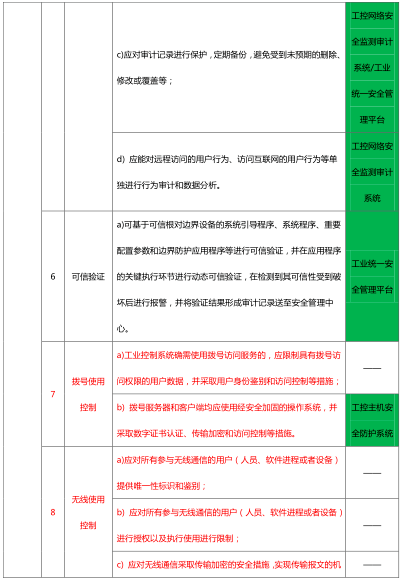 c)应对审计记录进行保护，定期备份，避免受到未预期的删除、
修改或覆盖等；
工控网络安
全监测审计
系统/工业
统一安全管
理平台
d）应能对远程访问的用户行为、访问互联网的用户行为等单
独进行行为审计和数据分析。
工控网络安
全监测审计
系统
6
可信验证
a)可基于可信根对边界设备的系统引导程序、系统程序、重要
配置参数和边界防护应用程序等进行可信验证，并在应用程序
的关键执行环节进行动态可信验证，在检测到其可信性受到破
坏后进行报警，并将验证结果形成审计记录送至安全管理中
心。
工业统一安
全管理平台
7
拨号使用
控制
a)工业控制系统确需使用拨号访问服务的，应限制具有拨号访
问权限的用户数据，并采取用户身份鉴别和访问控制等措施；
——
b）拨号服务器和客户端均应使用经安全加固的操作系统，并
采取数字证书认证、传输加密和访问控制等措施。
工控主机安
全防护系统
8
无线使用
控制
a)应对所有参与无线通信的用户（人员、软件进程或者设备）
提供唯一性标识和鉴别；
——
b）应对所有参与无线通信的用户（人员、软件进程或者设备）
进行授权以及执行使用进行限制；
——
c）应对无线通信采取传输加密的安全措施，实现传输报文的机
——